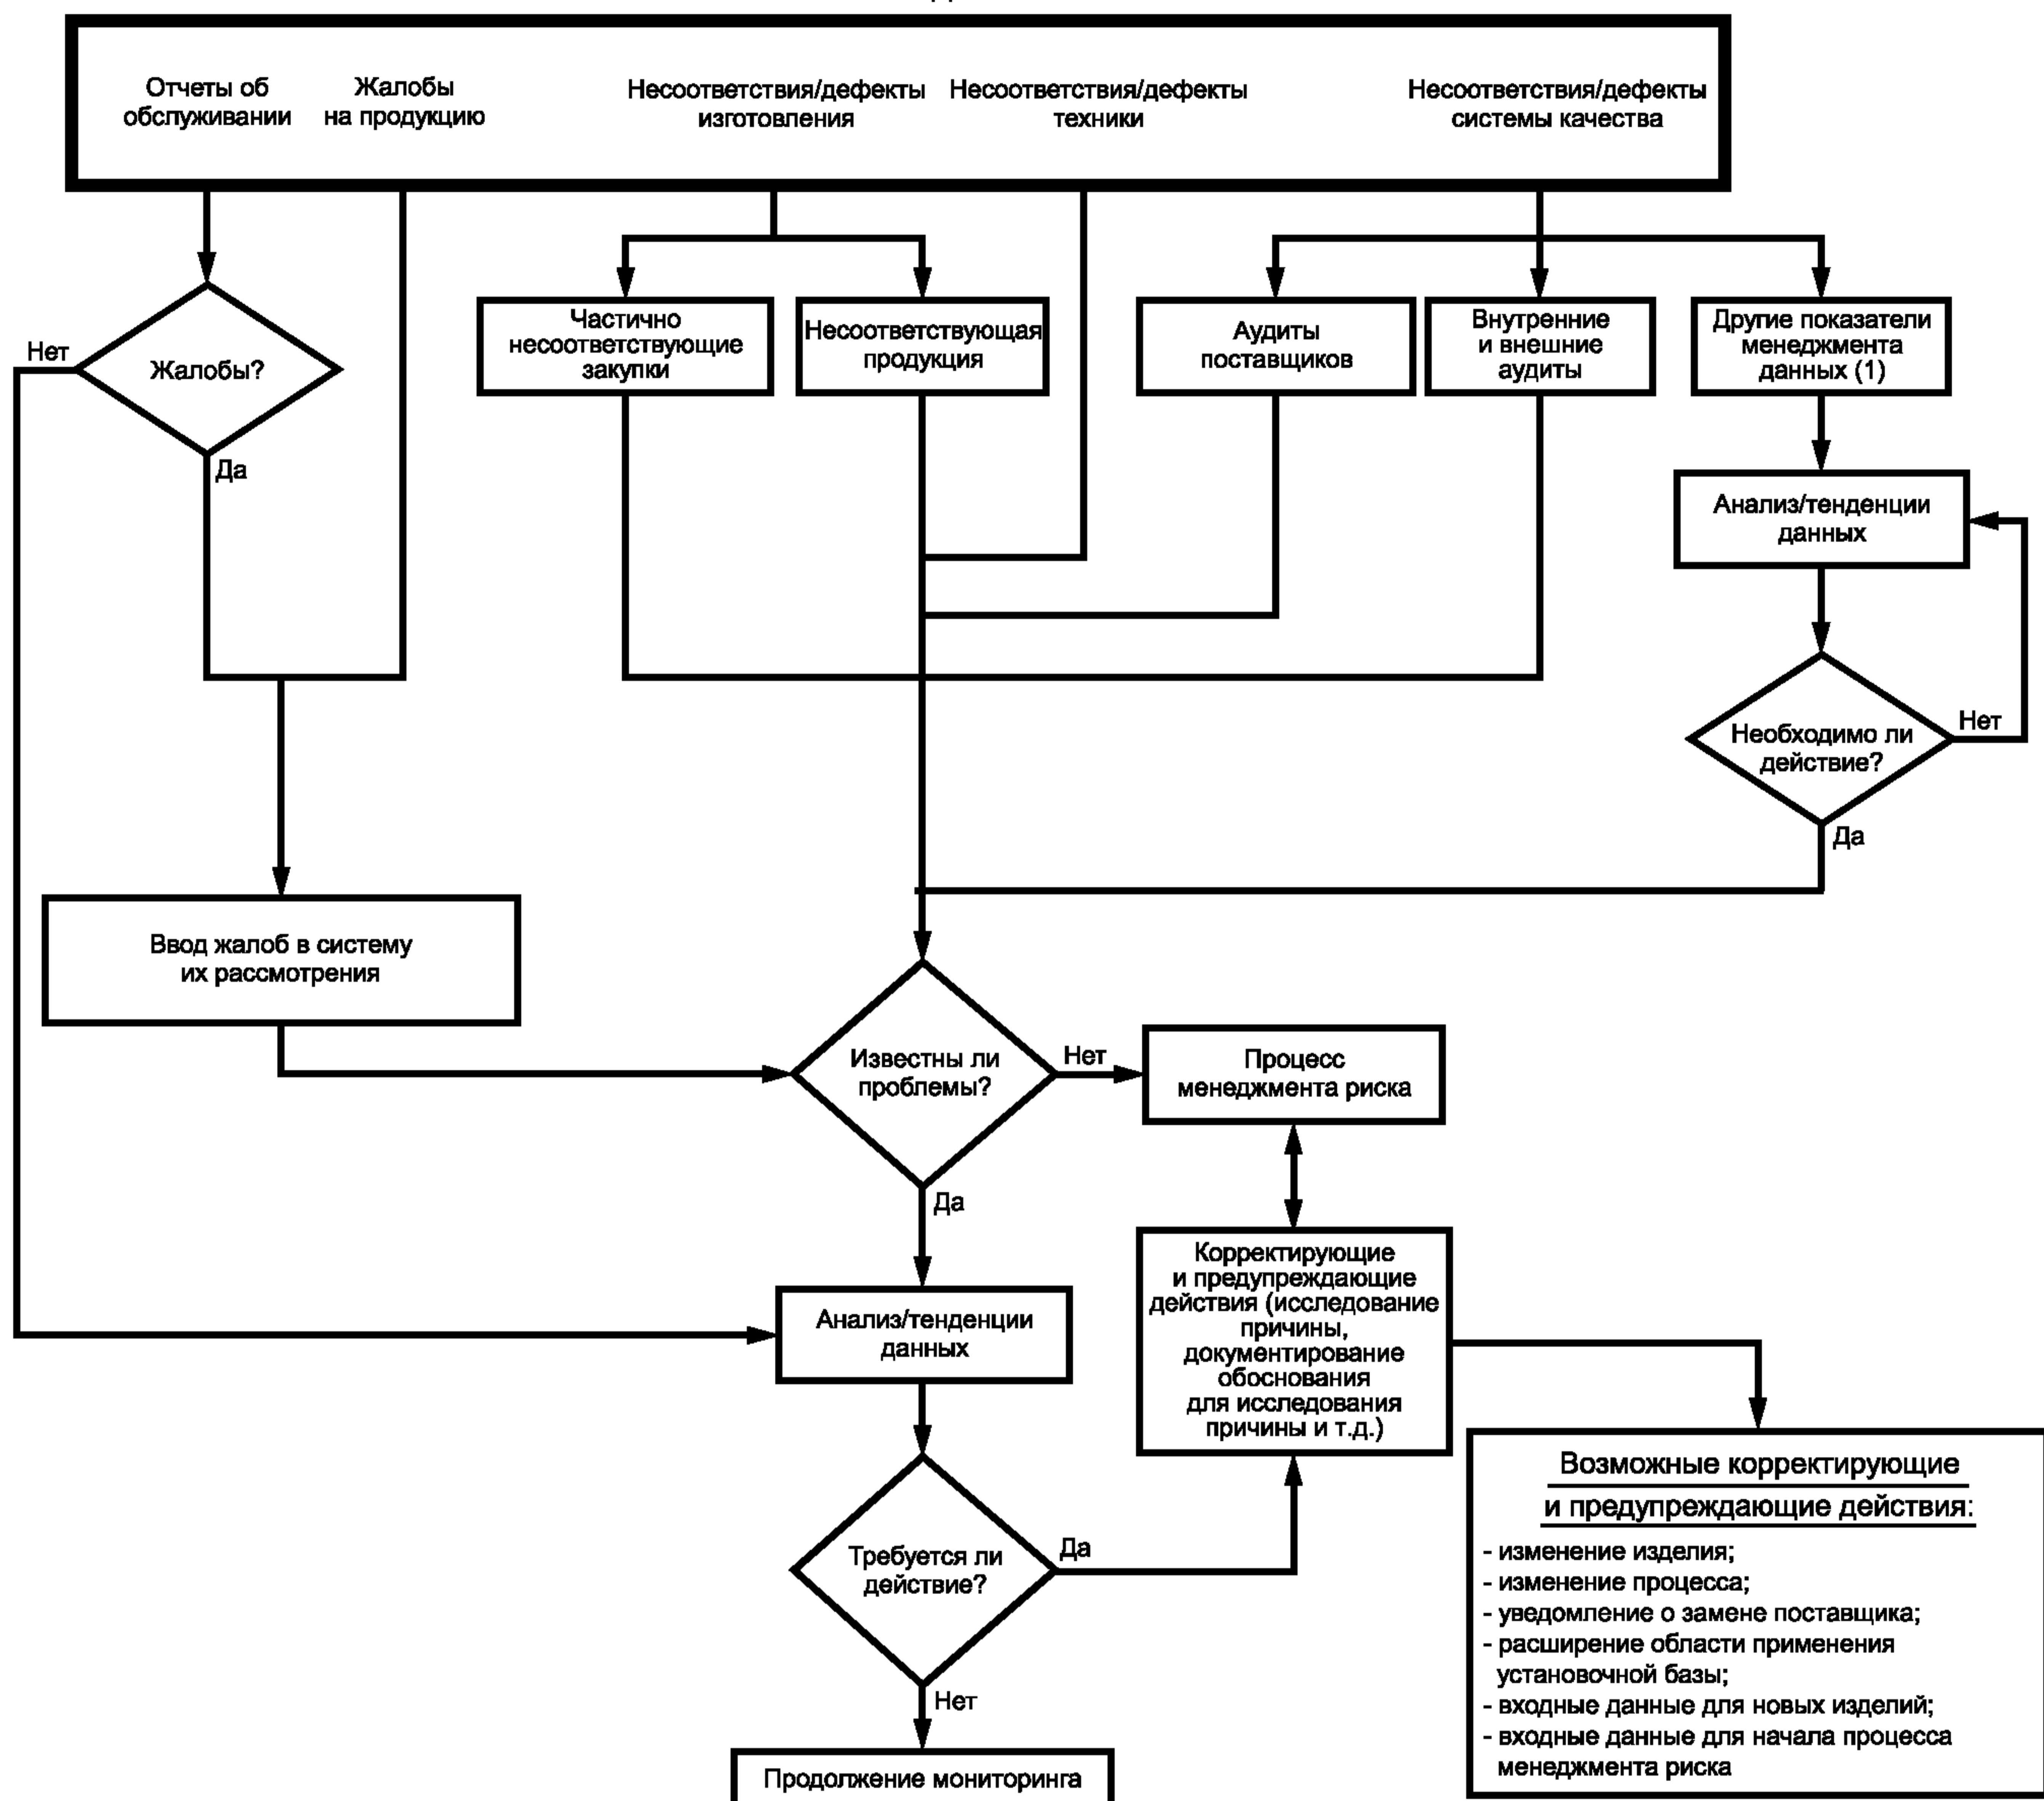 Отчеты об
обслуживании
Жалобы
на продукцию
Несоответствия/дефекты
изготовления
Несоответствия/дефекты
техники
Несоответствия/дефекты
системы качества
Нет
Жалобы?
Да
Частично
несоответствующие
закупки
Несоответствующая
продукция
Аудиты
поставщиков
Внутренние
и внешние
аудиты
Другие показатели
менеджмента
данных (1)
Анализ/тенденции
данных
Необходимо ли
действие?
Нет
Да
Ввод жалоб в систему
их рассмотрения
Известны ли
проблемы?
Нет
Да
Процесс
менеджмента риска
Корректирующие
и предупреждающие
действия (исследование
причины,
документирование
обоснования
для исследования
причины и т.д.)
Анализ/тенденции
данных
Требуется ли
действие?
Да
Нет
Продолжение мониторинга
Возможные корректирующие
и предупреждающие действия:
- изменение изделия;
- изменение процесса;
- уведомление о замене поставщика;
- расширение области применения
установочной базы;
- входные данные для новых изделий;
- входные данные для начала процесса
менеджмента риска